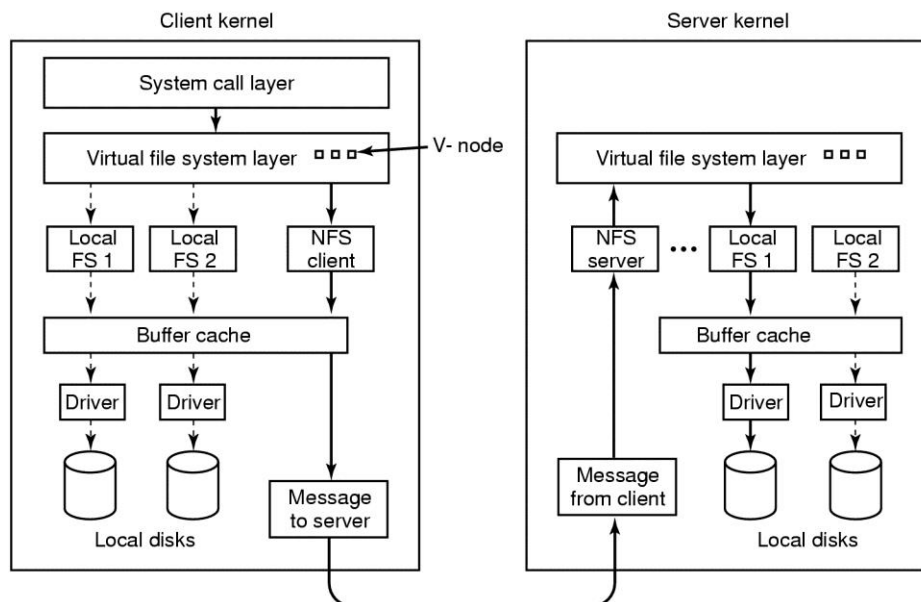 Client kernel
System call layer
Virtual file system layer
V- node
Local
FS 1
Local
FS 2
NFS
client
Buffer cache
Driver
Driver
Message
to server
Local disks
Server kernel
Virtual file system layer
NFS
server
Local
FS 1
Local
FS 2
Buffer cache
Driver
Driver
Message
from client
Local disks